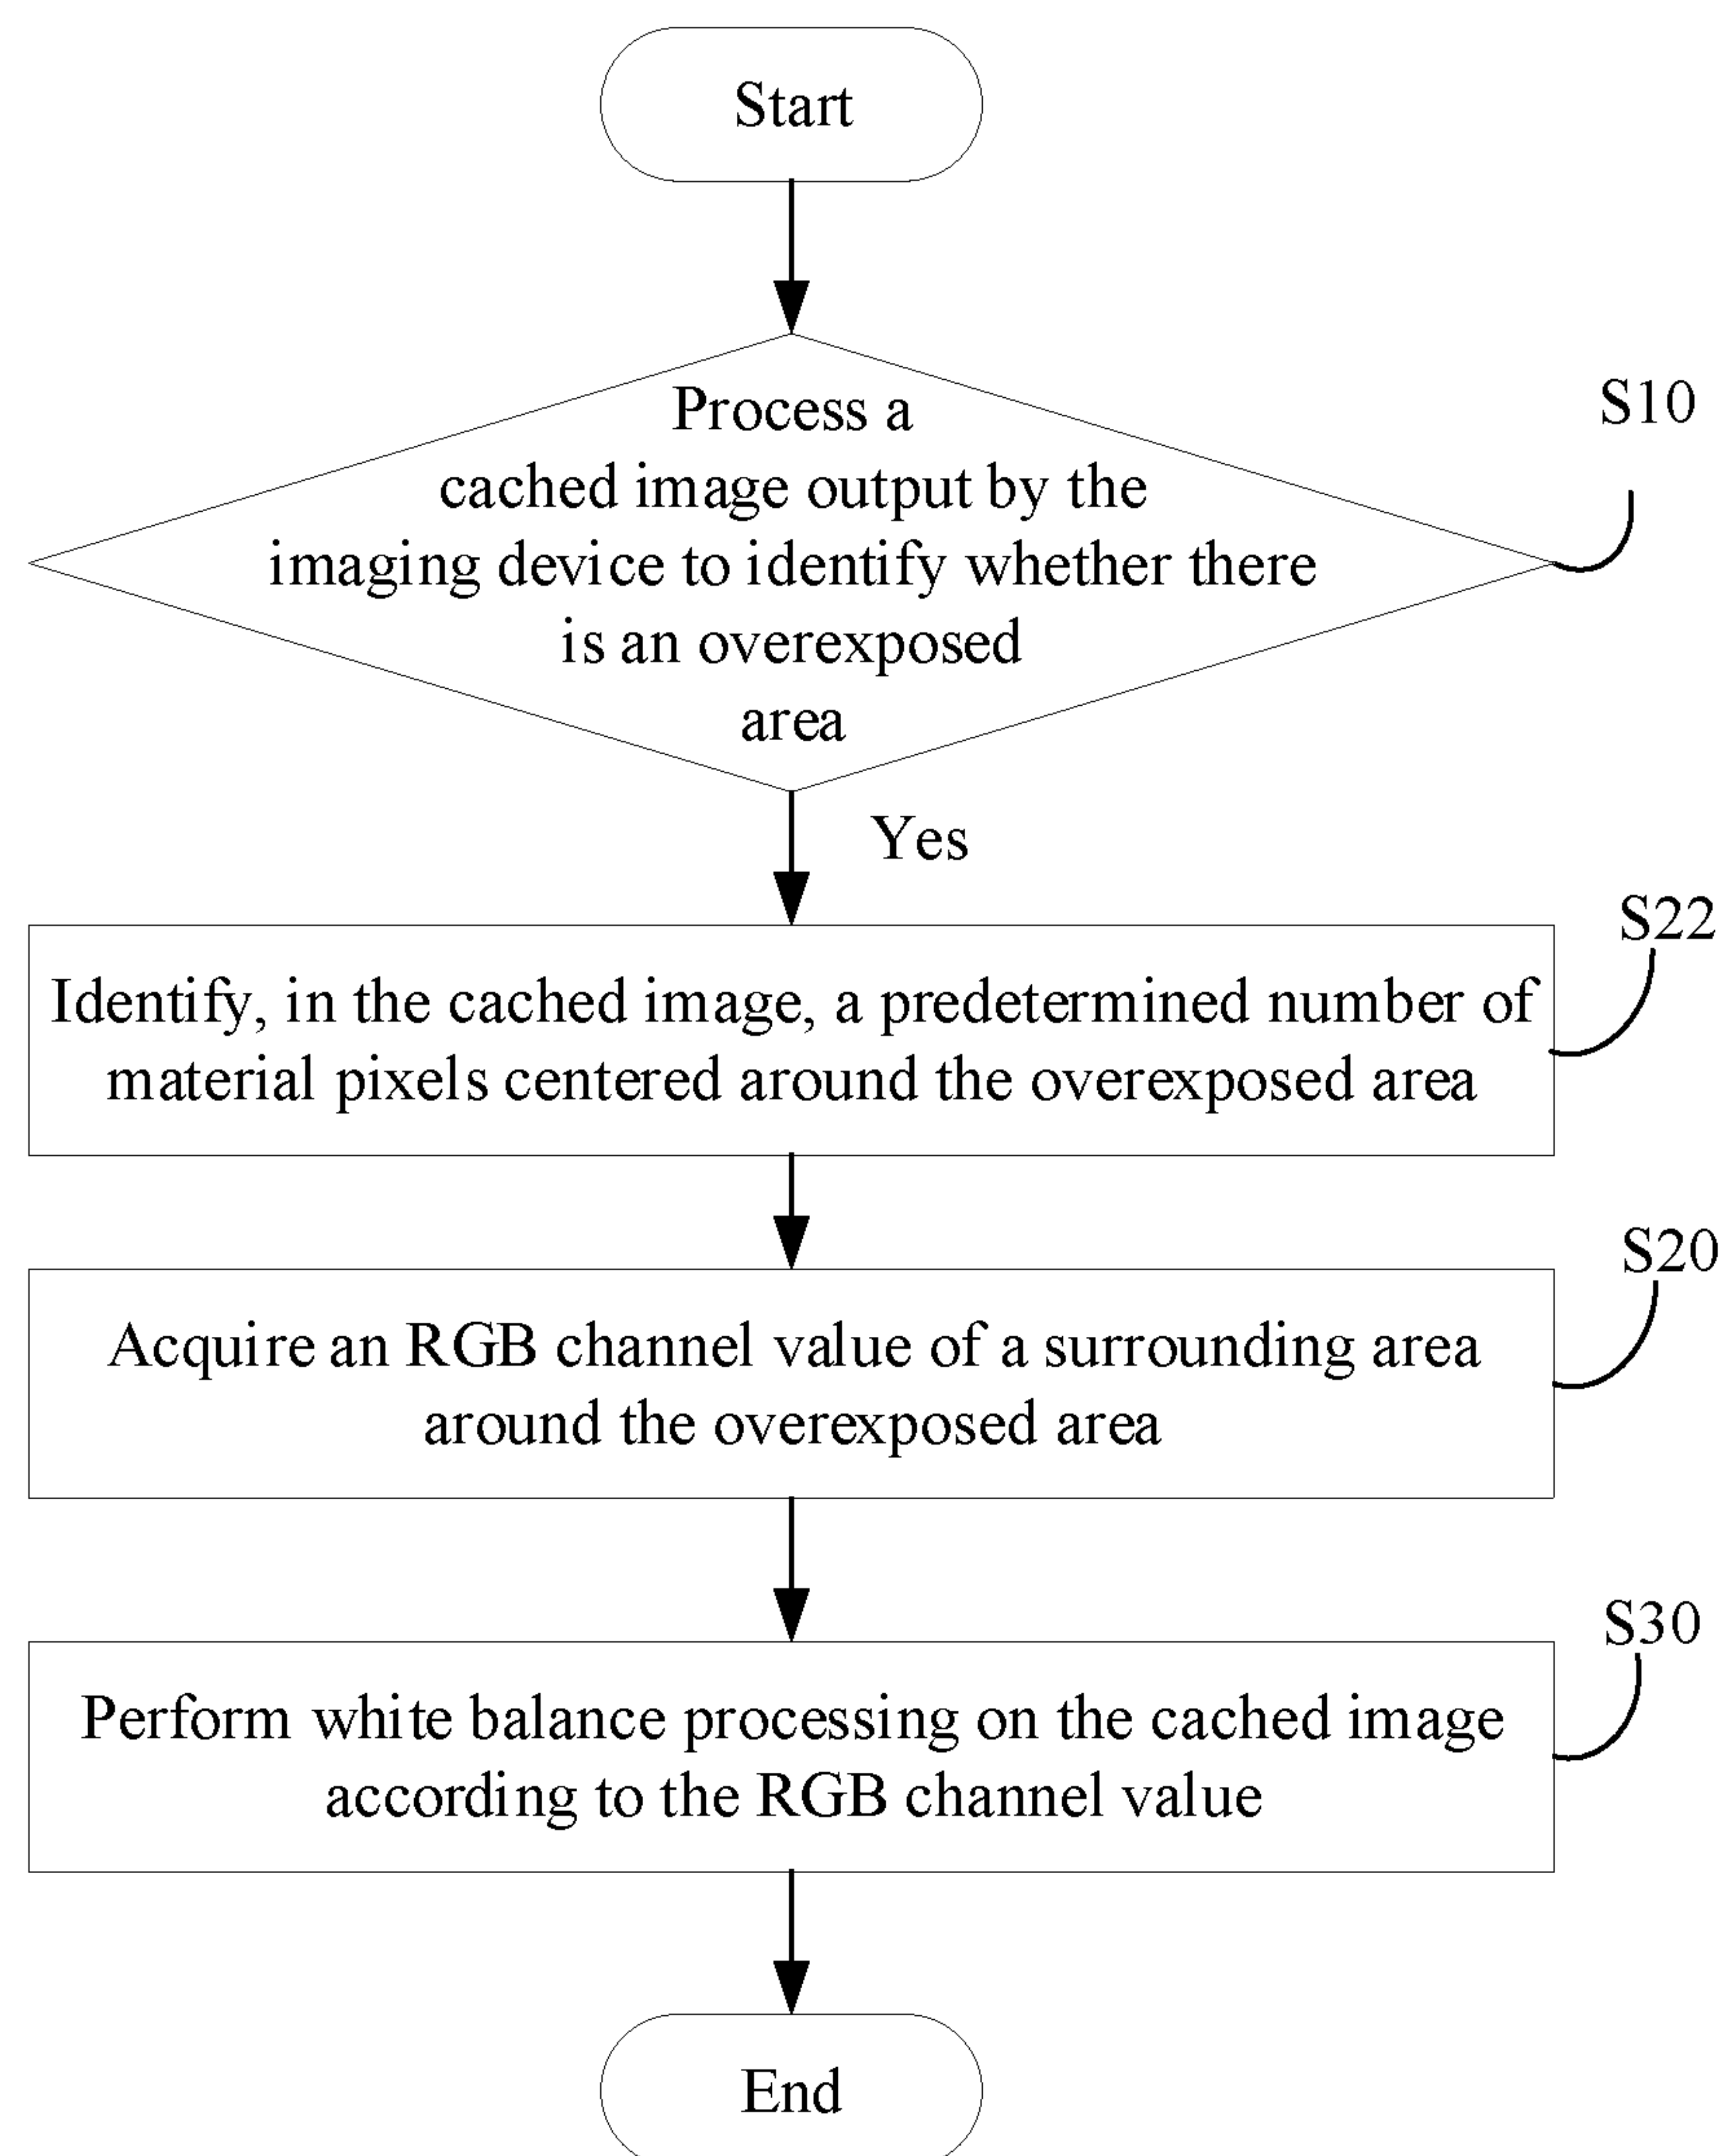 Start
Process a
cached image output by the
imaging device to identify whether there
is an overexposed
area
S10
Yes
S22
Identify, in the cached image, a predetermined number of
material pixels centered around the overexposed area
S20
Acquire an RGB channel value of a surrounding area
around the overexposed area
S30
Perform white balance processing on the cached image
according to the RGB channel value
End